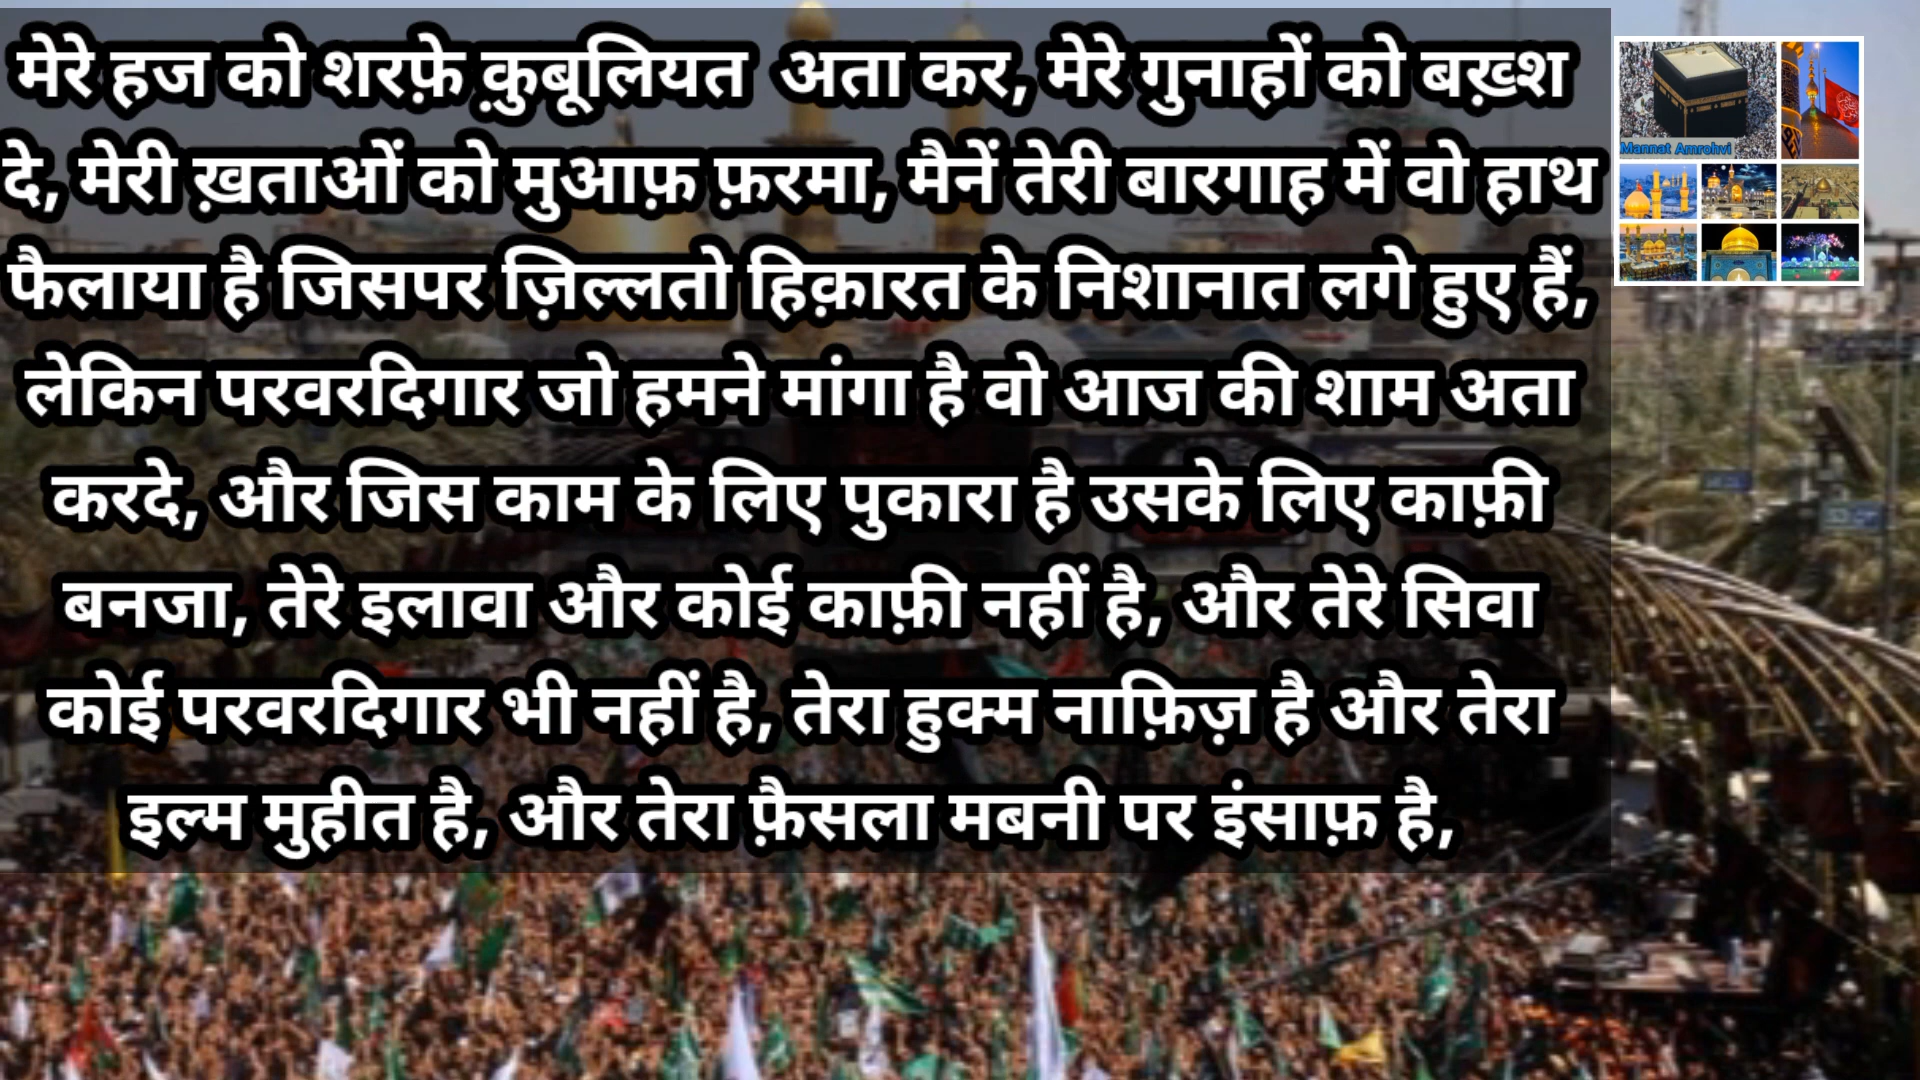 मेरे हज को शरफ़े क़ुबूलियत अता कर, मेरे गुनाहों को बख़्श
दे, मेरी ख़ताओं को मुआफ़ फ़रमा, मैनें तेरी बारगाह में वो हाथ
फैलाया है जिसपर ज़िल्लतो हिक़ारत के निशानात लगे हुए हैं,
लेकिन परवरदिगार जो हमने मांगा है वो आज की शाम अता
करदे, और जिस काम के लिए पुकारा है उसके लिए काफ़ी
बनजा, तेरे इलावा और कोई काफ़ी नहीं है, और तेरे सिवा
कोई परवरदिगार भी नहीं है, तेरा हुक्म नाफ़िज़ है और तेरा
इल्म मुहीत है, और तेरा फ़ैसला मबनी पर इंसाफ़ है,
Mannat Amrohvi